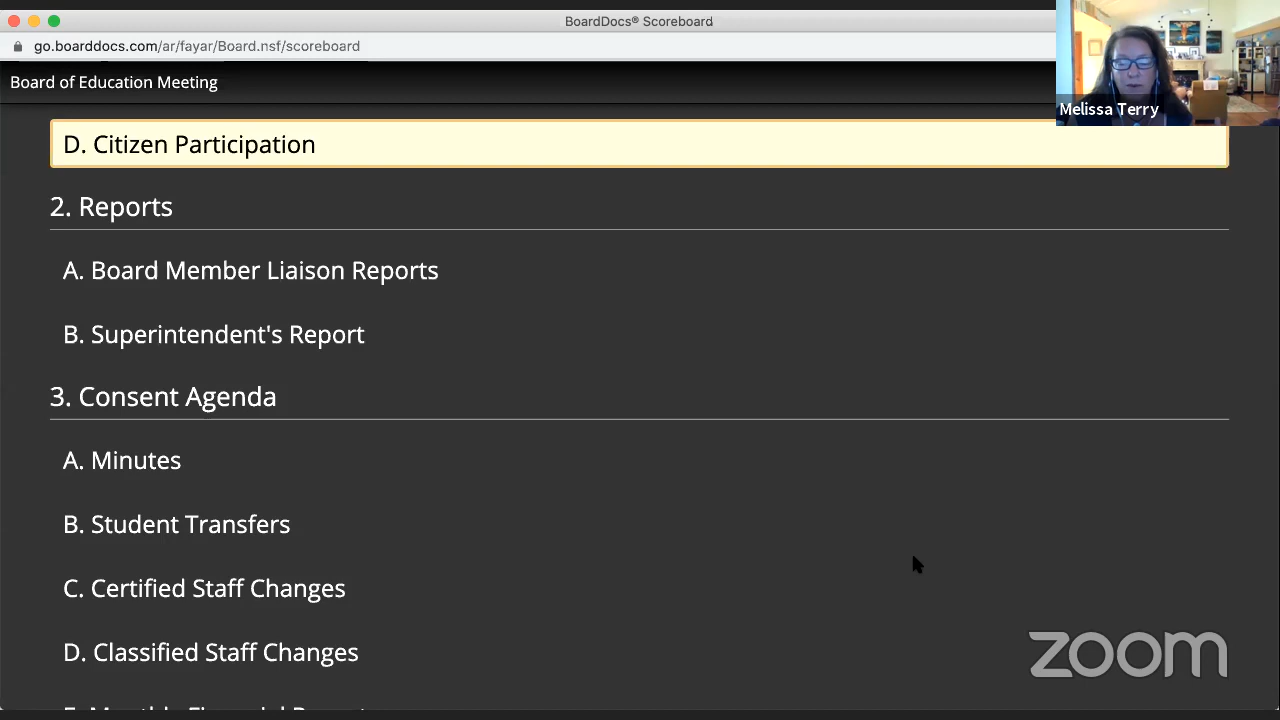 BoardDocs® Scoreboard
go.boarddocs.com/ar/fayar/Board.nsf/scoreboard
Board of Education Meeting
Melissa Terry
D. Citizen Participation
2. Reports
A. Board Member Liaison Reports
B. Superintendent's Report
3. Consent Agenda
A. Minutes
B. Student Transfers
C. Certified Staff Changes
D. Classified Staff Changes
zoom